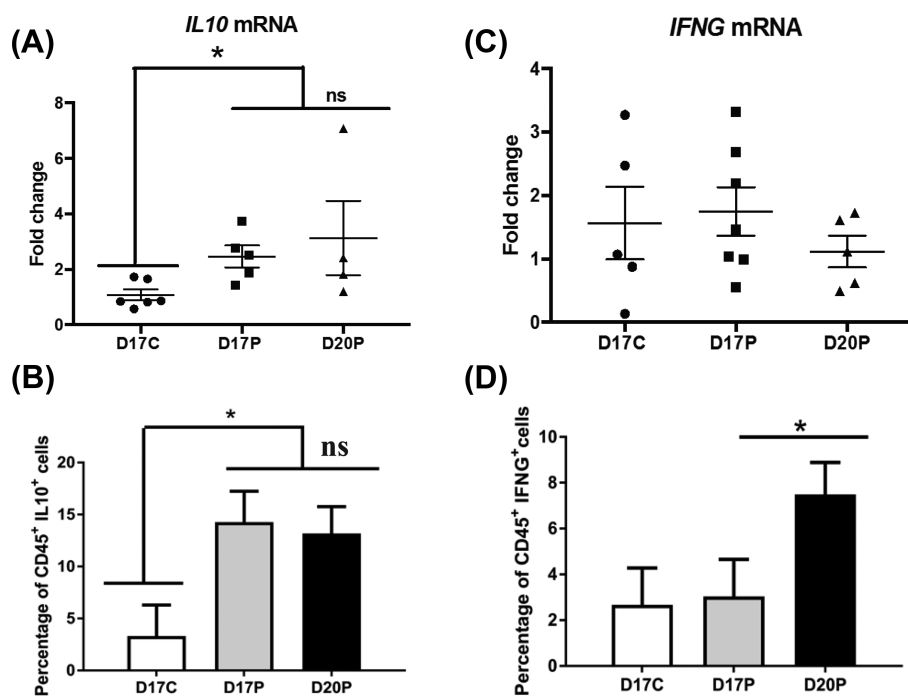 (A)
IL10 mRNA
*
ns
Fold change
8
6
4
2
0
D17C D17P D20P
(C)
IFNG mRNA
Fold change
4
3
2
1
0
D17C D17P D20P
(B)
*
ns
Percentage of CD45⁺ IL10⁺ cells
20
15
10
5
0
D17C D17P D20P
(D)
*
Percentage of CD45⁺ IFNG⁺cells
10
8
6
4
2
0
D17C D17P D20P